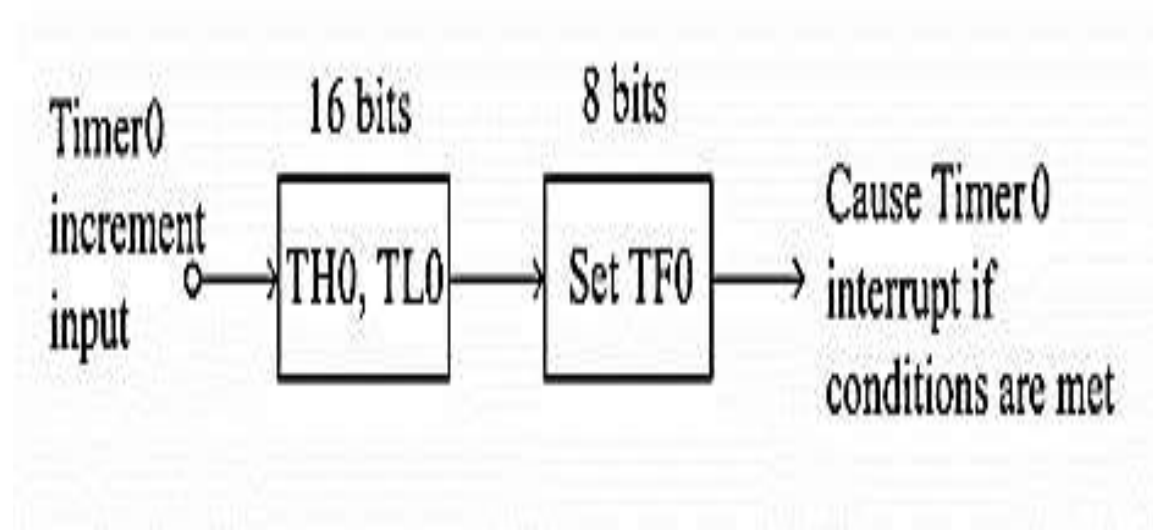 Timer0
increment
input
16 bits
TH0, TL0
8 bits
Set TF0
Cause Timer 0
interrupt if
conditions are met